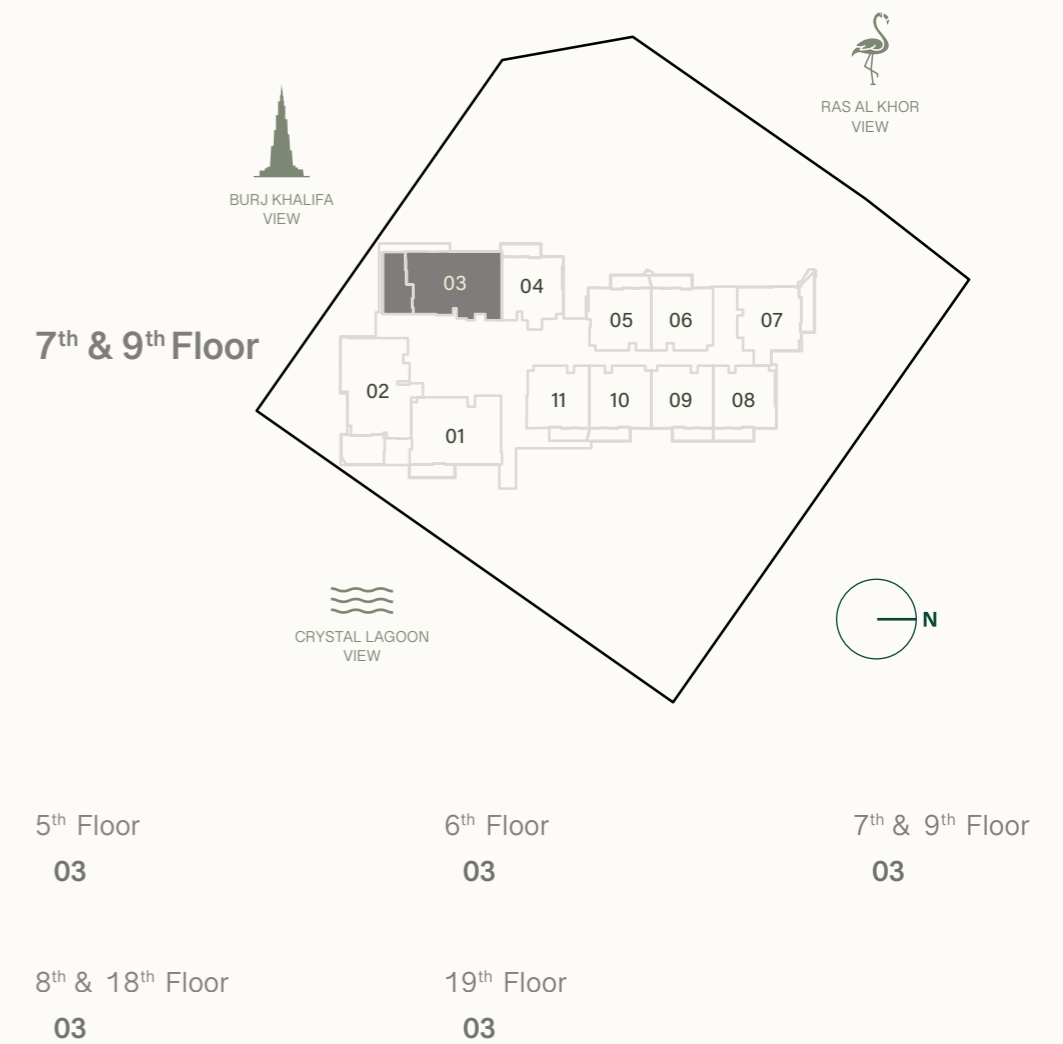 RAS AL KHOR
VIEW
BURJ KHALIFA
VIEW
03
04
05
06
07
7th & 9th Floor
02
11
10
09
08
01
N
CRYSTAL LAGOON
VIEW
5th Floor
6th Floor
7th & 9th Floor
03
03
03
8th & 18th Floor
19th Floor
03
03